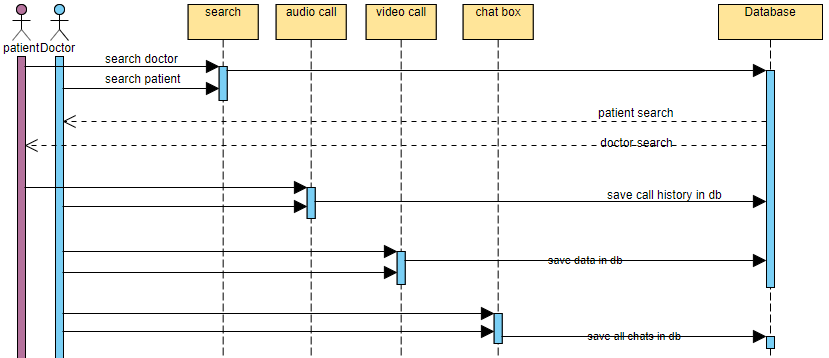 search
audio call
video call
chat box
Database
patient
Doctor
search doctor
search patient
patient search
doctor search
save call history in db
save data in db
save all chats in db